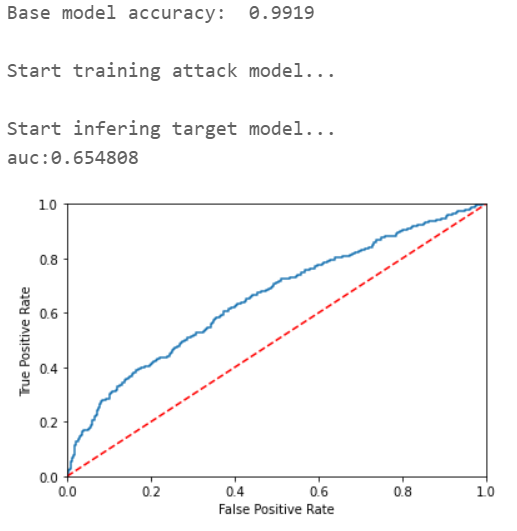 Base model accuracy:  0.9919
Start training attack model...
Start infering target model...
auc:0.654808
1.0
0.8
0.6
0.4
0.2
0.0
True Positive Rate
0.0 0.2 0.4 0.6 0.8 1.0
False Positive Rate